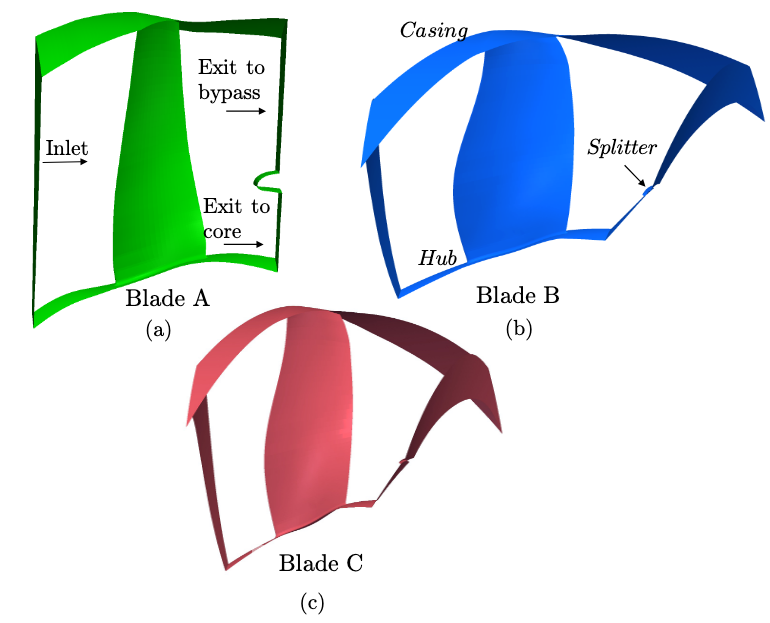 Casing
Exit to
bypass
Inlet
Splitter
Exit to
core
Hub
Blade A
Blade B
(a)
(b)
Blade C
(c)